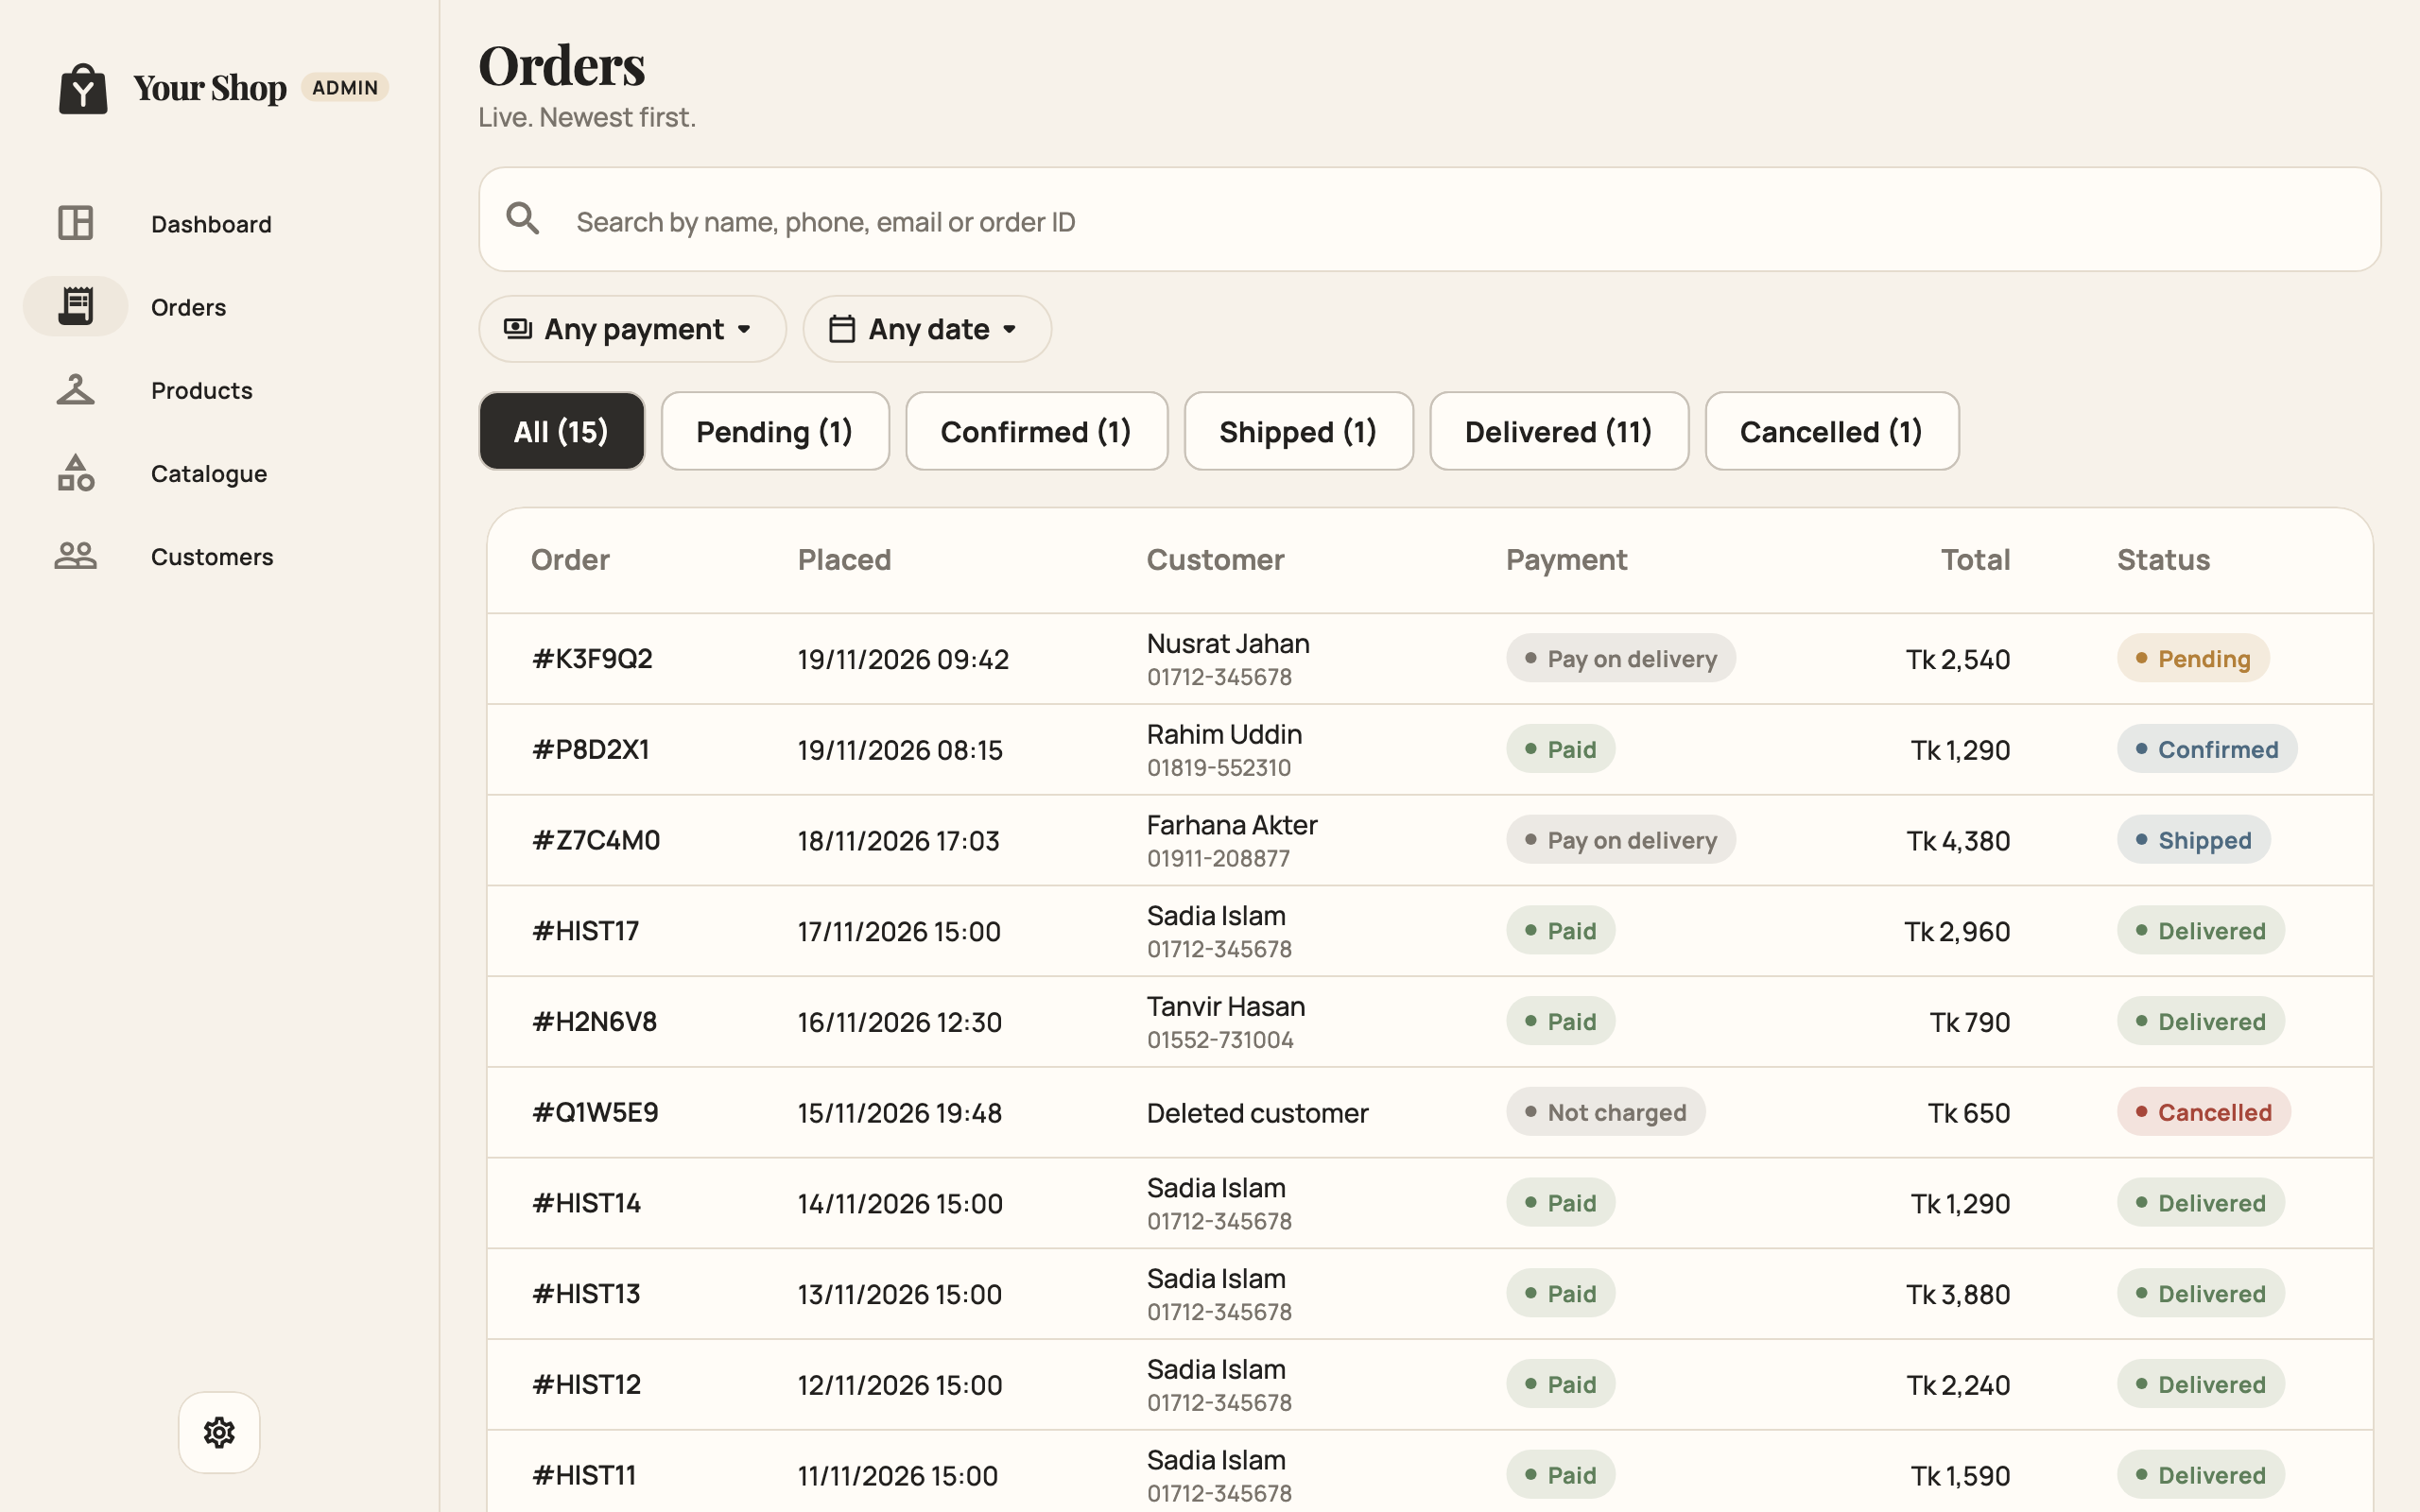 Your Shop ADMIN
Dashboard
Orders
Products
Catalogue
Customers
Orders
Live. Newest first.
Search by name, phone, email or order ID
Any payment
Any date
All (15)
Pending (1)
Confirmed (1)
Shipped (1)
Delivered (11)
Cancelled (1)
Order Placed Customer Payment Total Status
#K3F9Q2 19/11/2026 09:42 Nusrat Jahan Pay on delivery Tk 2,540 Pending
01712-345678
#P8D2X1 19/11/2026 08:15 Rahim Uddin Paid Tk 1,290 Confirmed
01819-552310
#Z7C4M0 18/11/2026 17:03 Farhana Akter Pay on delivery Tk 4,380 Shipped
01911-208877
#HIST17 17/11/2026 15:00 Sadia Islam Paid Tk 2,960 Delivered
01712-345678
#H2N6V8 16/11/2026 12:30 Tanvir Hasan Paid Tk 790 Delivered
01552-731004
#Q1W5E9 15/11/2026 19:48 Deleted customer Not charged Tk 650 Cancelled
#HIST14 14/11/2026 15:00 Sadia Islam Paid Tk 1,290 Delivered
01712-345678
#HIST13 13/11/2026 15:00 Sadia Islam Paid Tk 3,880 Delivered
01712-345678
#HIST12 12/11/2026 15:00 Sadia Islam Paid Tk 2,240 Delivered
01712-345678
#HIST11 11/11/2026 15:00 Sadia Islam Paid Tk 1,590 Delivered
01712-345678